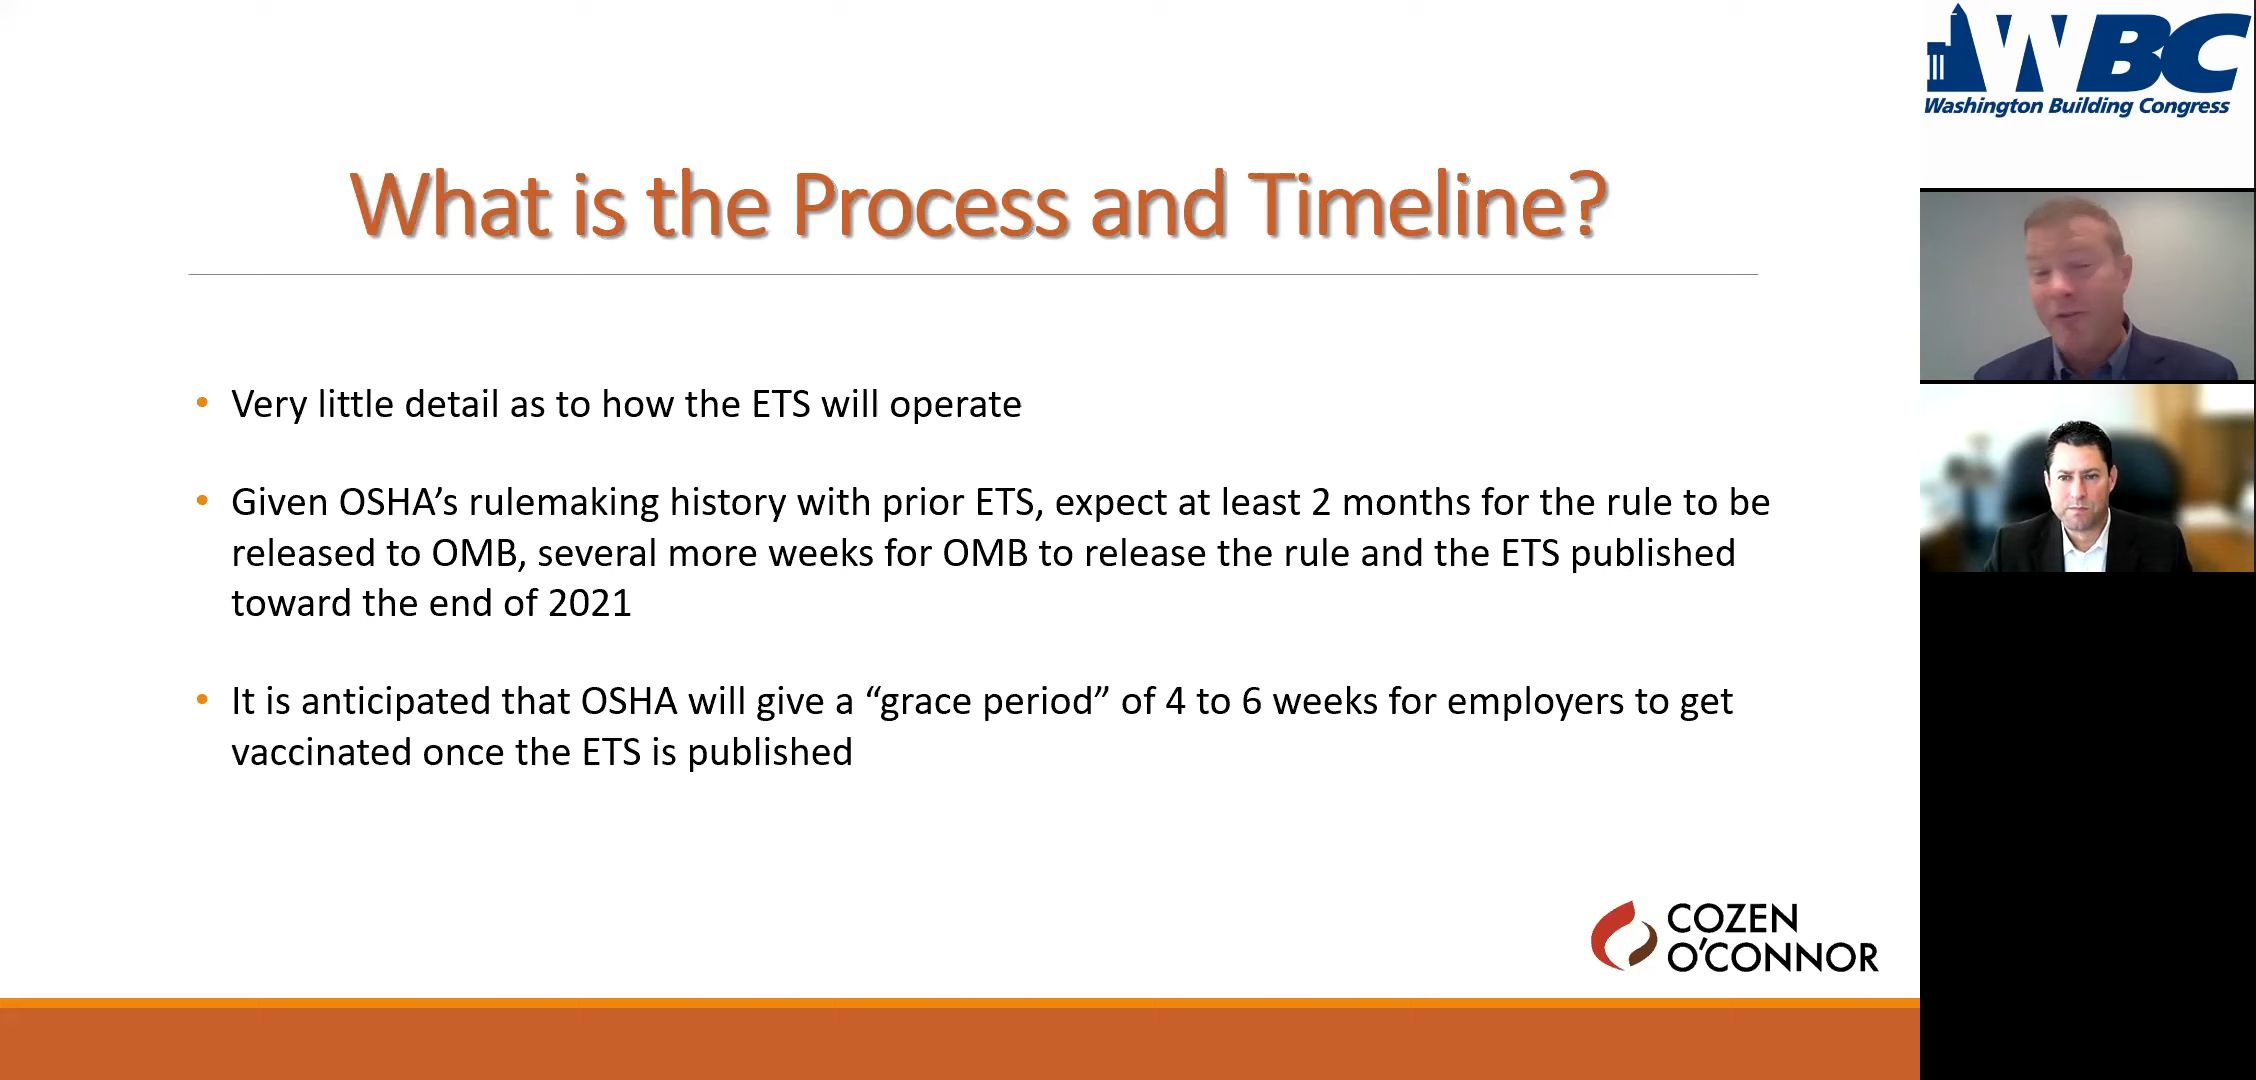 What is the Process and Timeline?
• Very little detail as to how the ETS will operate
• Given OSHA’s rulemaking history with prior ETS, expect at least 2 months for the rule to be
released to OMB, several more weeks for OMB to release the rule and the ETS published
toward the end of 2021
• It is anticipated that OSHA will give a “grace period” of 4 to 6 weeks for employers to get
vaccinated once the ETS is published
COZEN
O’CONNOR
WBC
Washington Building Congress